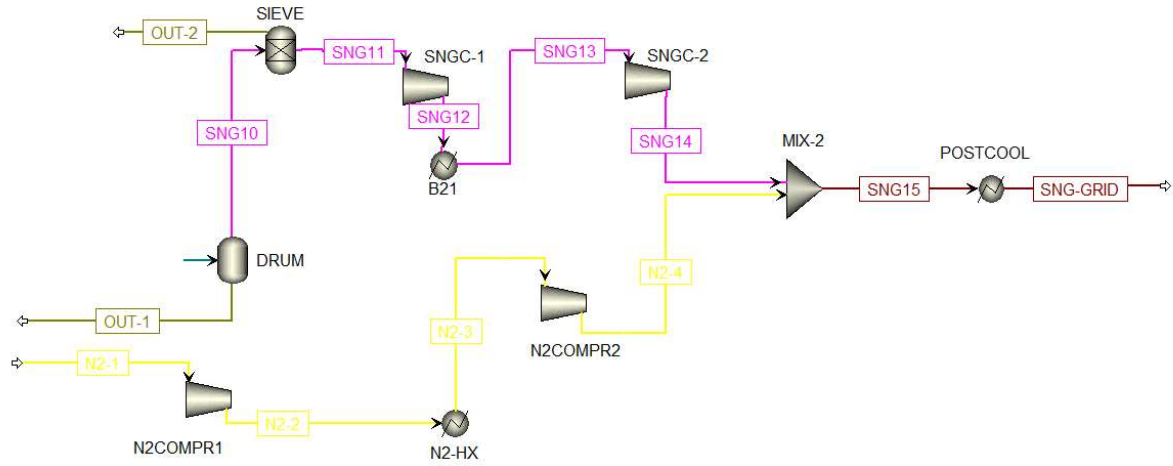 SIEVE
OUT-2
SNG11
SNGC-1
SNG13
SNGC-2
SNG12
SNG10
B21
SNG14
MIX-2
POSTCOOL
SNG15
SNG-GRID
DRUM
OUT-1
N2-4
N2-3
N2COMPR2
N2-1
N2-2
N2COMPR1
N2-HX